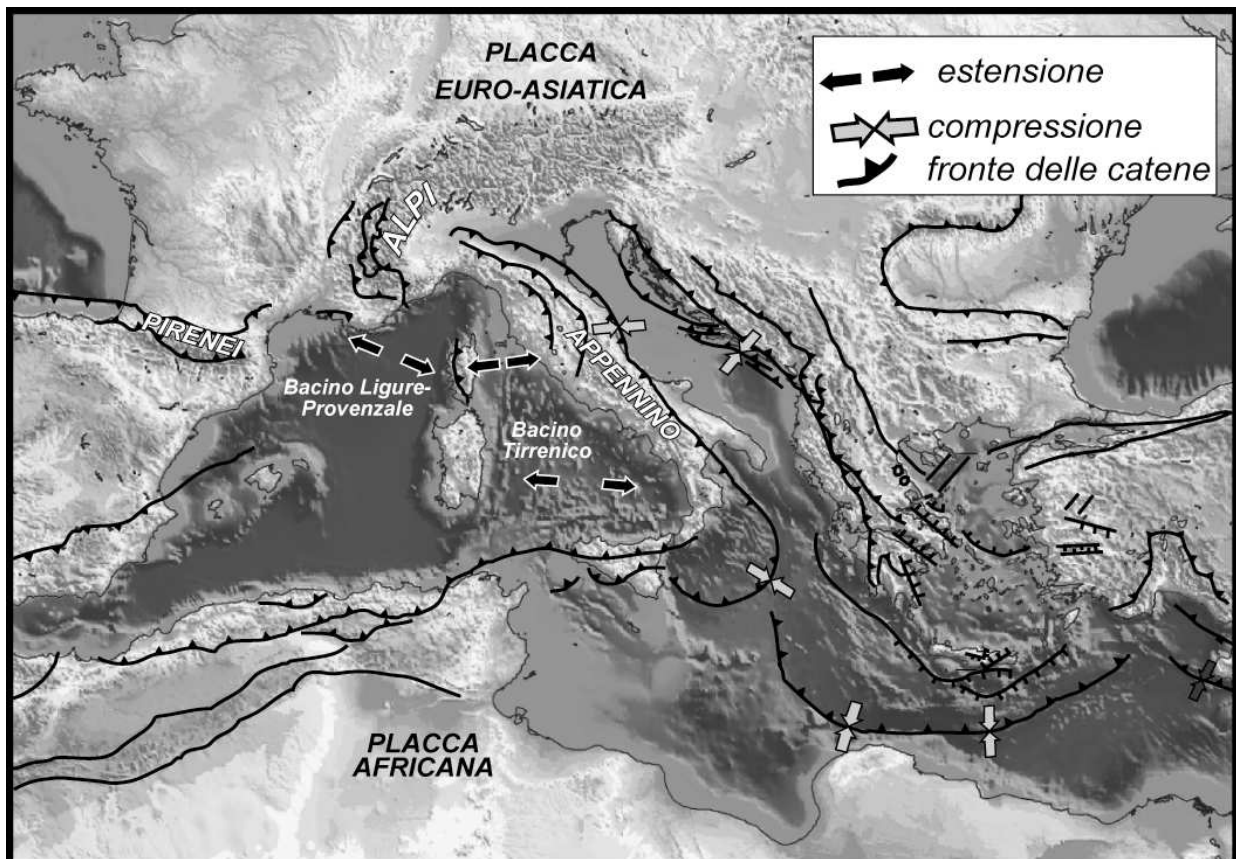 PLACCA
EURO-ASIATICA
estensione
compressione
fronte delle catene
ALPI
PIRENEI
APPENNINO
Bacino Ligure-
Provenzale
Bacino
Tirrenico
PLACCA
AFRICANA